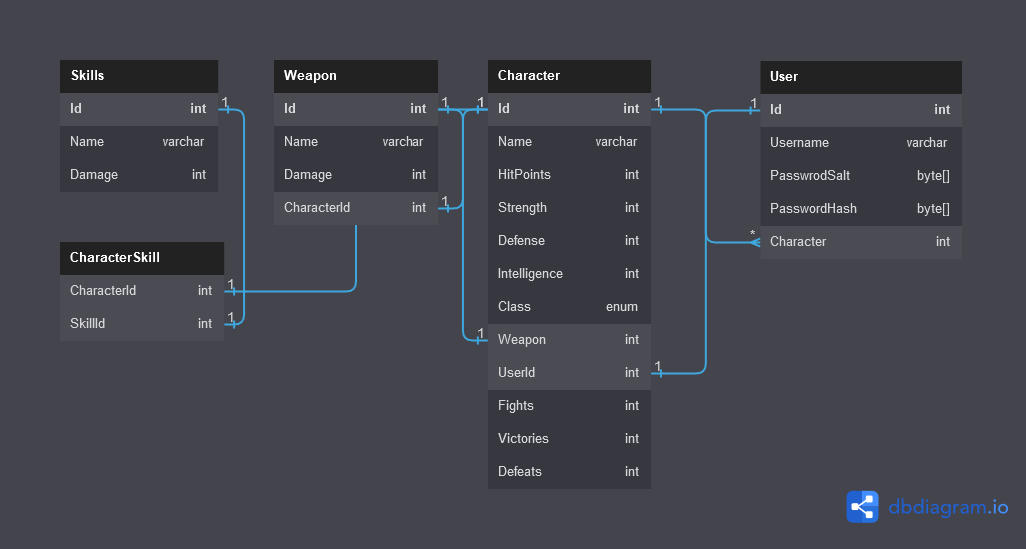 Skills
Id int
Name varchar
Damage int
CharacterSkill
CharacterId int
SkillId int
Weapon
Id int
Name varchar
Damage int
CharacterId int
Character
Id int
Name varchar
HitPoints int
Strength int
Defense int
Intelligence int
Class enum
Weapon int
UserId int
Fights int
Victories int
Defeats int
User
Id int
Username varchar
PasswrodSalt byte[]
PasswordHash byte[]
Character int
1
1
1
1
1
1
1
1
1
1
*
dbdiagram.io